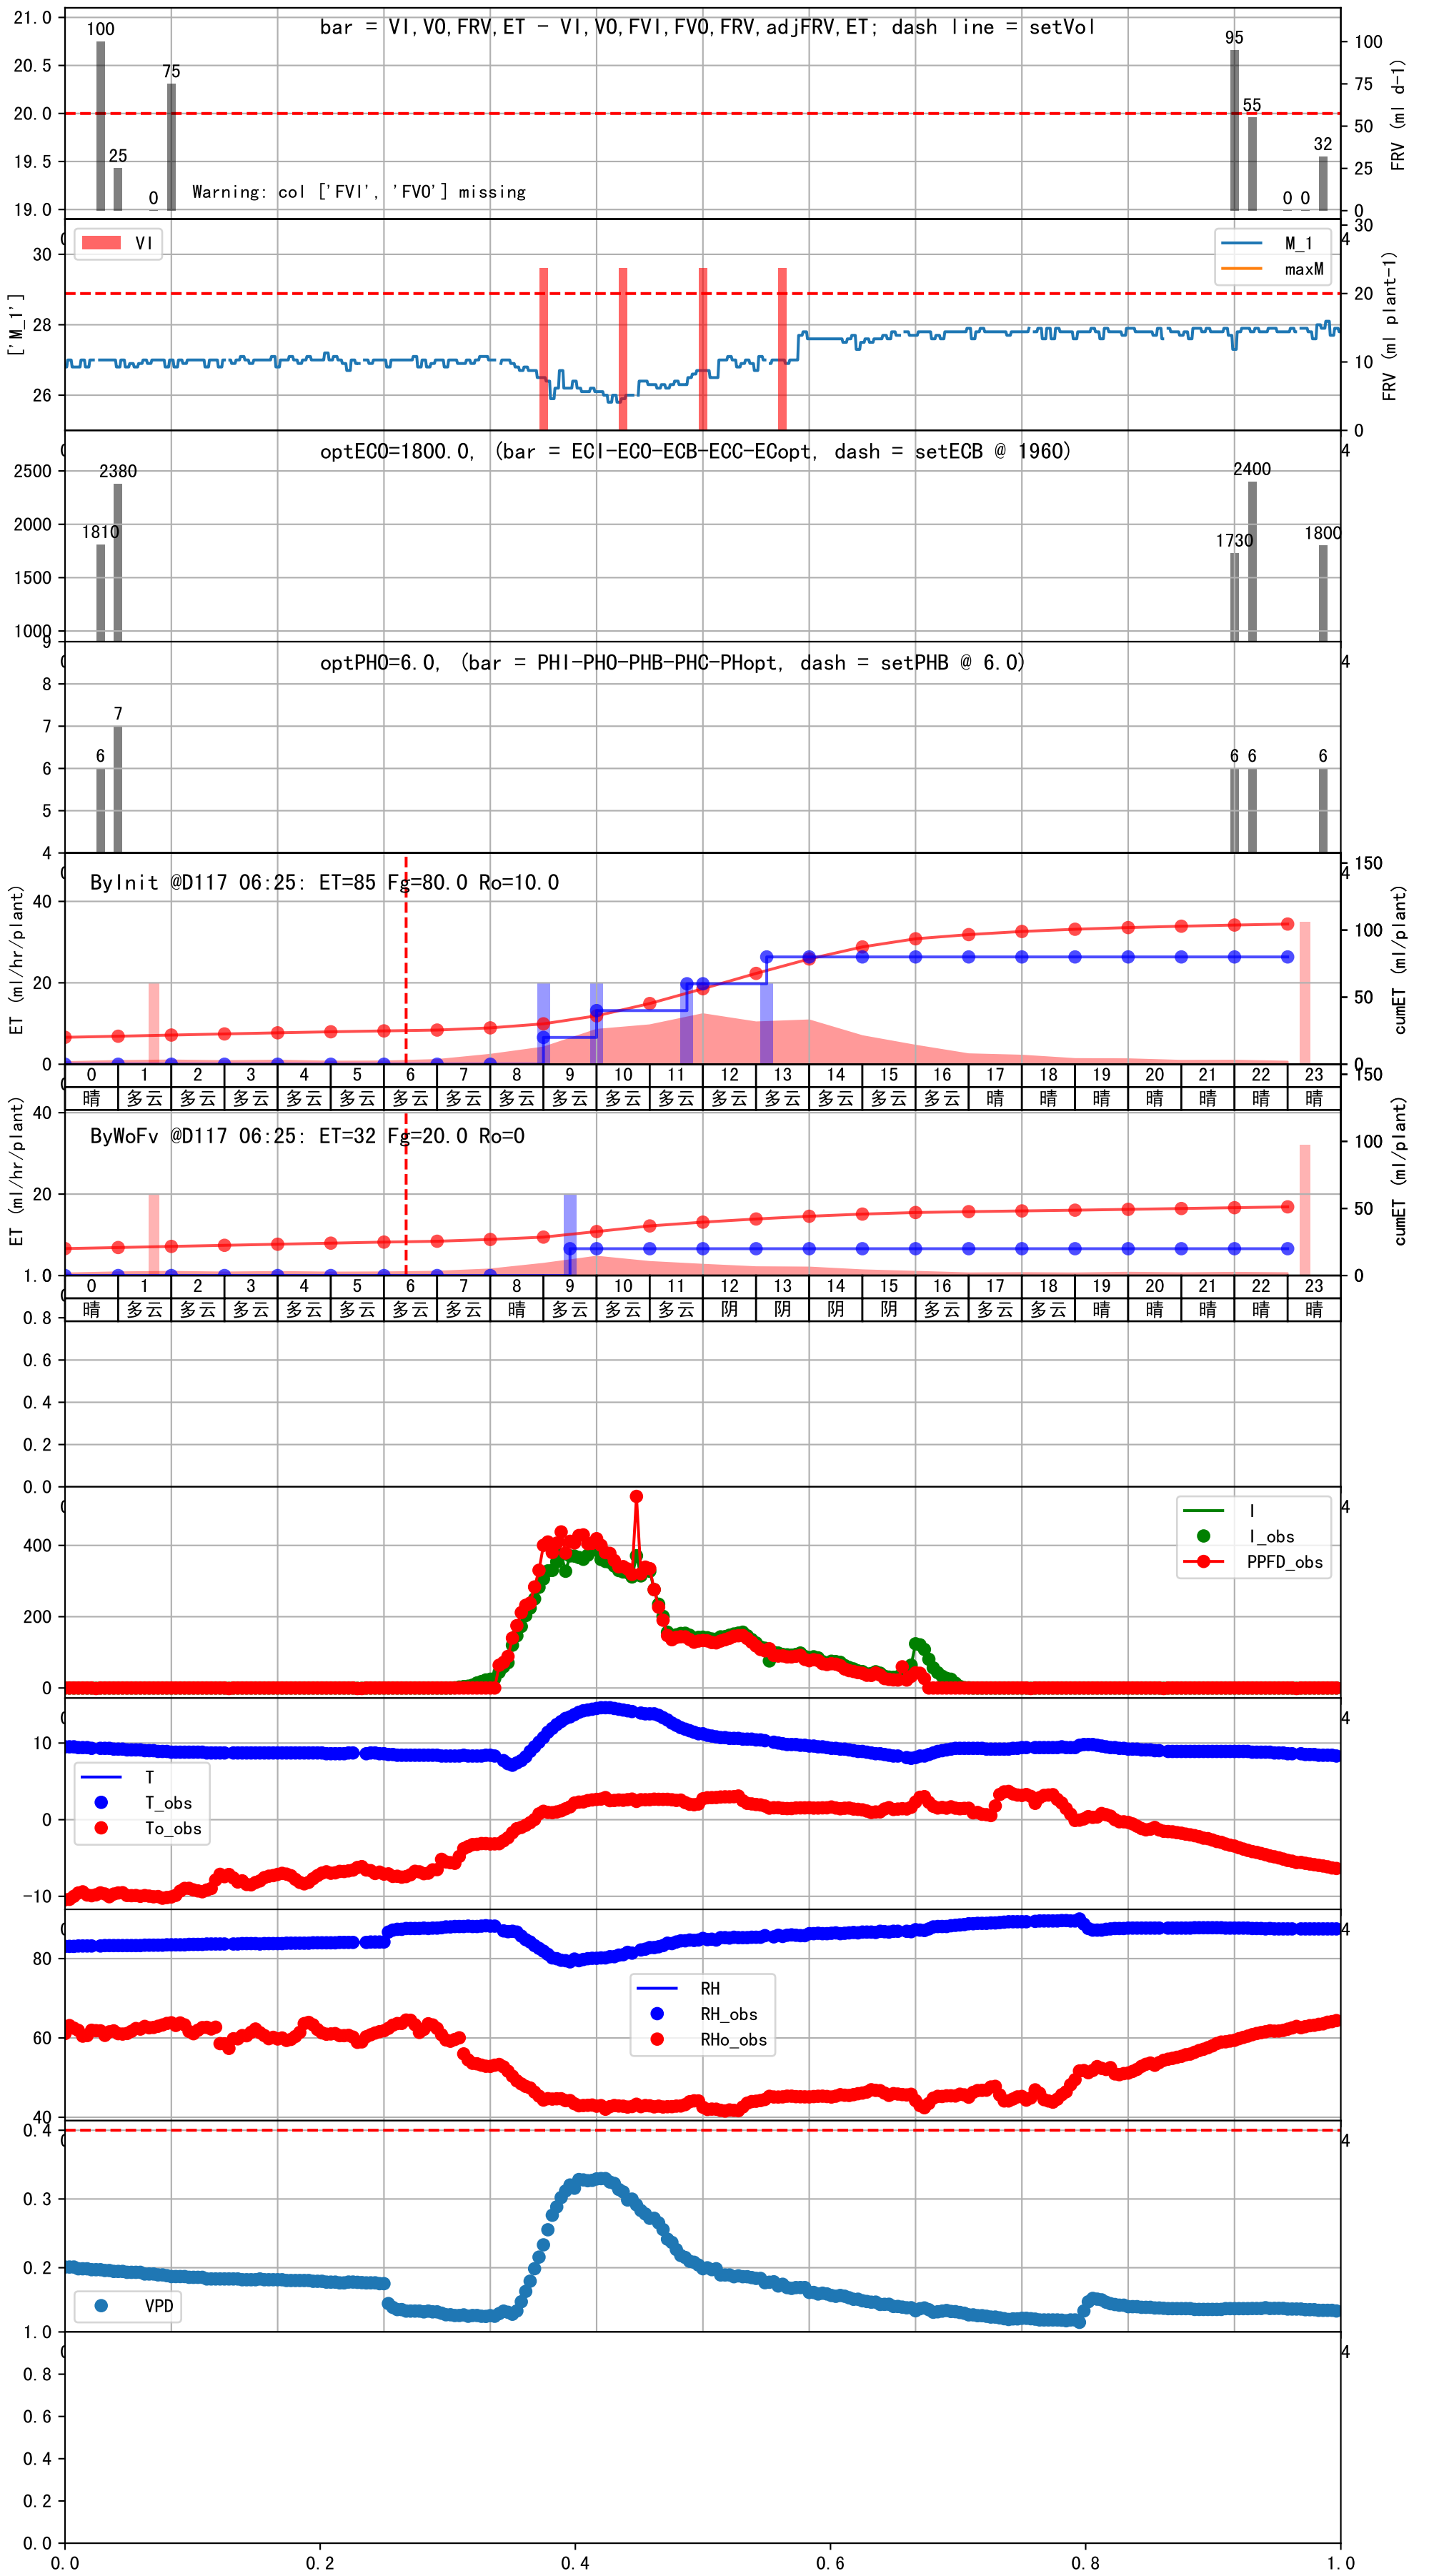 bar = VI,VO,FRV,ET - VI,VO,FVI,FVO,FRV,adjFRV,ET; dash line = setVol
21.0
20.5
20.0
19.5
19.0
100
25
0
75
95
55
0 0
32
Warning: col ['FVI', 'FVO'] missing
100
75
50
25
0
FRV (ml d-1)
VI
M_1
maxM
['M_1']
30
28
26
30
20
10
0
FRV (ml plant-1)
4
optECO=1800.0, (bar = ECI-ECO-ECB-ECC-ECopt, dash = setECB @ 1960)
2500
2000
1500
1000
1810
2380
1730
2400
1800
4
optPHO=6.0, (bar = PHI-PHO-PHB-PHC-PHopt, dash = setPHB @ 6.0)
9
8
7
6
5
4
6
7
6 6
6
4
ByInit @D117 06:25: ET=85 Fg=80.0 Ro=10.0
ET (ml/hr/plant)
40
20
0
150
100
50
0
cumET (ml/plant)
4
0 1 2 3 4 5 6 7 8 9 10 11 12 13 14 15 16 17 18 19 20 21 22 23
晴 多云 多云 多云 多云 多云 多云 多云 多云 多云 多云 多云 多云 多云 多云 多云 多云 晴 晴 晴 晴 晴 晴 晴
ByWoFv @D117 06:25: ET=32 Fg=20.0 Ro=0
ET (ml/hr/plant)
40
20
150
100
50
0
cumET (ml/plant)
0 1 2 3 4 5 6 7 8 9 10 11 12 13 14 15 16 17 18 19 20 21 22 23
晴 多云 多云 多云 多云 多云 多云 多云 晴 多云 多云 多云 阴 阴 阴 阴 多云 多云 多云 晴 晴 晴 晴 晴
1.0
0.8
0.6
0.4
0.2
0.0
4
I
I_obs
PPFD_obs
400
200
0
4
T
T_obs
To_obs
10
0
-10
4
RH
RH_obs
RHo_obs
80
60
40
4
VPD
0.4
0.3
0.2
4
1.0
0.8
0.6
0.4
0.2
0.0
0.0 0.2 0.4 0.6 0.8 1.0